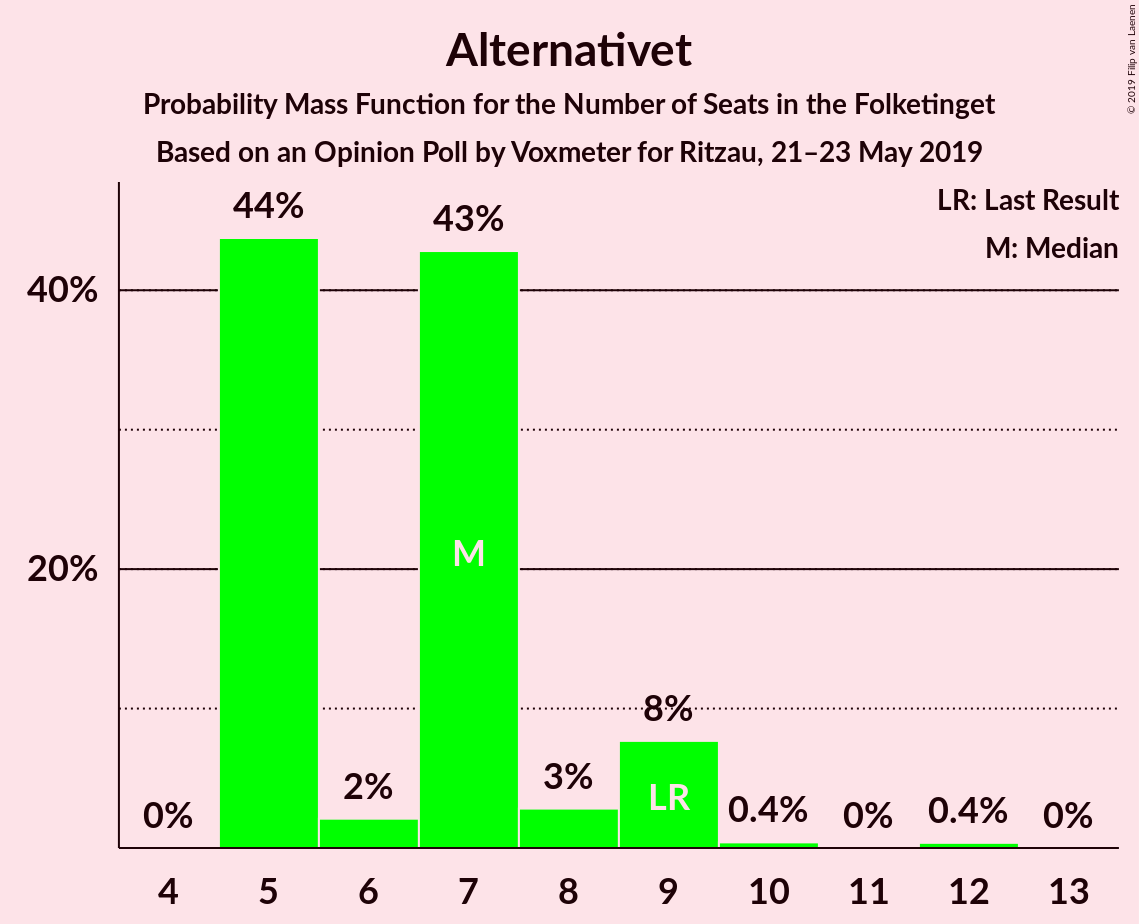 Alternativet
Probability Mass Function for the Number of Seats in the Folketinget
Based on an Opinion Poll by Voxmeter for Ritzau, 21–23 May 2019
© 2019 Filip van Laenen
LR: Last Result
M: Median
40%
20%
0%
44%
2%
43%
M
3%
8%
LR
0.4%
0%
0.4%
0%
4 5 6 7 8 9 10 11 12 13